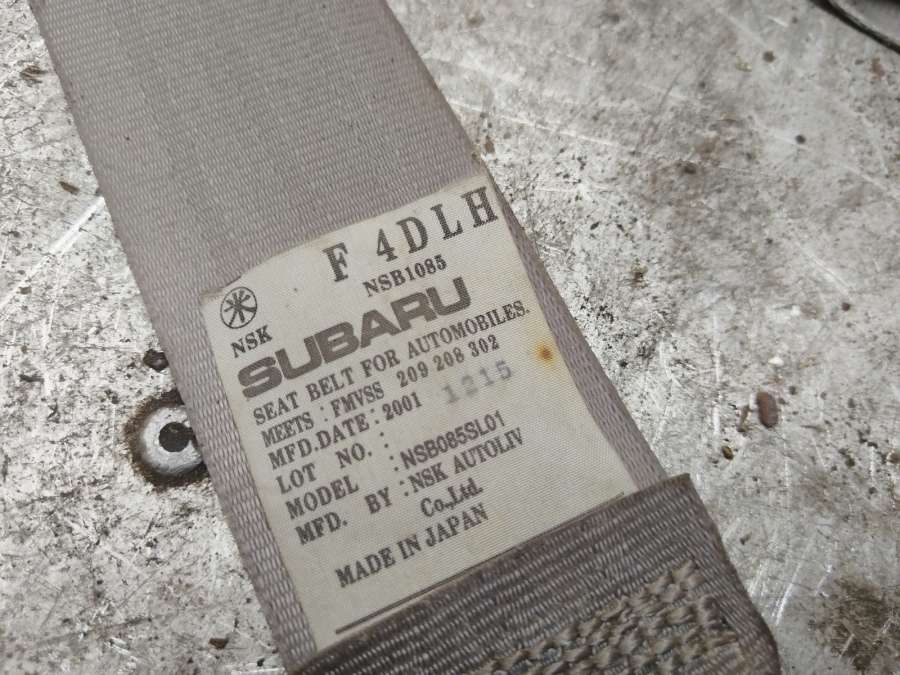 F 4DLH
NSB1085
NSK
SUBARU
SEAT BELT FOR AUTOMOBILES.
MEETS : FMVSS 209 208 302
MFD.DATE : 2001 1215
LOT NO. :
MODEL : NSB085SL01
MFD. BY : NSK AUTOLIV
Co.,Ltd.
MADE IN JAPAN